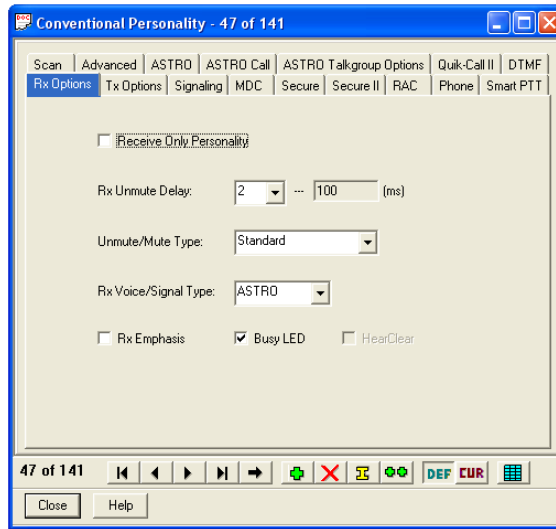 Conventional Personality - 47 of 141
Scan Advanced ASTRO ASTRO Call ASTRO Talkgroup Options Quik-Call II DTMF
Rx Options Tx Options Signaling MDC Secure Secure II RAC Phone Smart PTT
Receive Only Personality
Rx Unmute Delay: 2 --- 100 (ms)
Unmute/Mute Type: Standard
Rx Voice/Signal Type: ASTRO
Rx Emphasis Busy LED HearClear
47 of 141 DEF CUR
Close Help